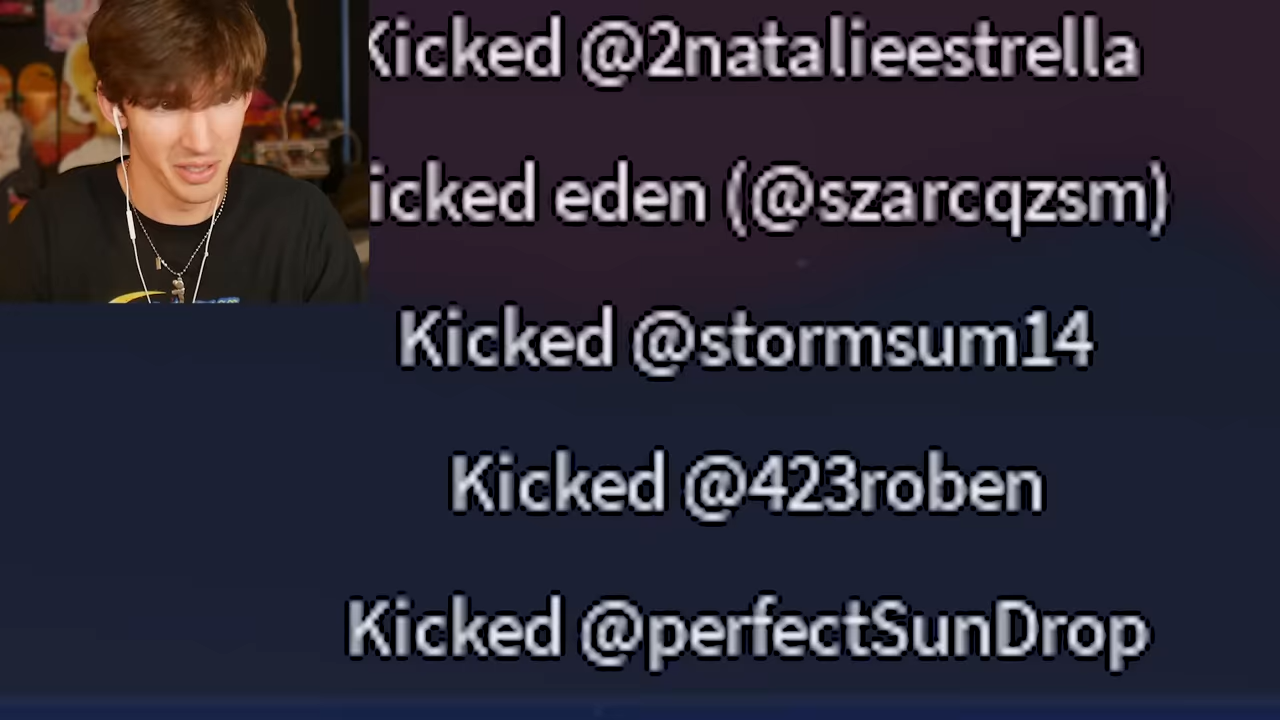 Kicked @2natalieestrella
icked eden (@szarcqzsm)
Kicked @stormsum14
Kicked @423roben
Kicked @perfectSunDrop